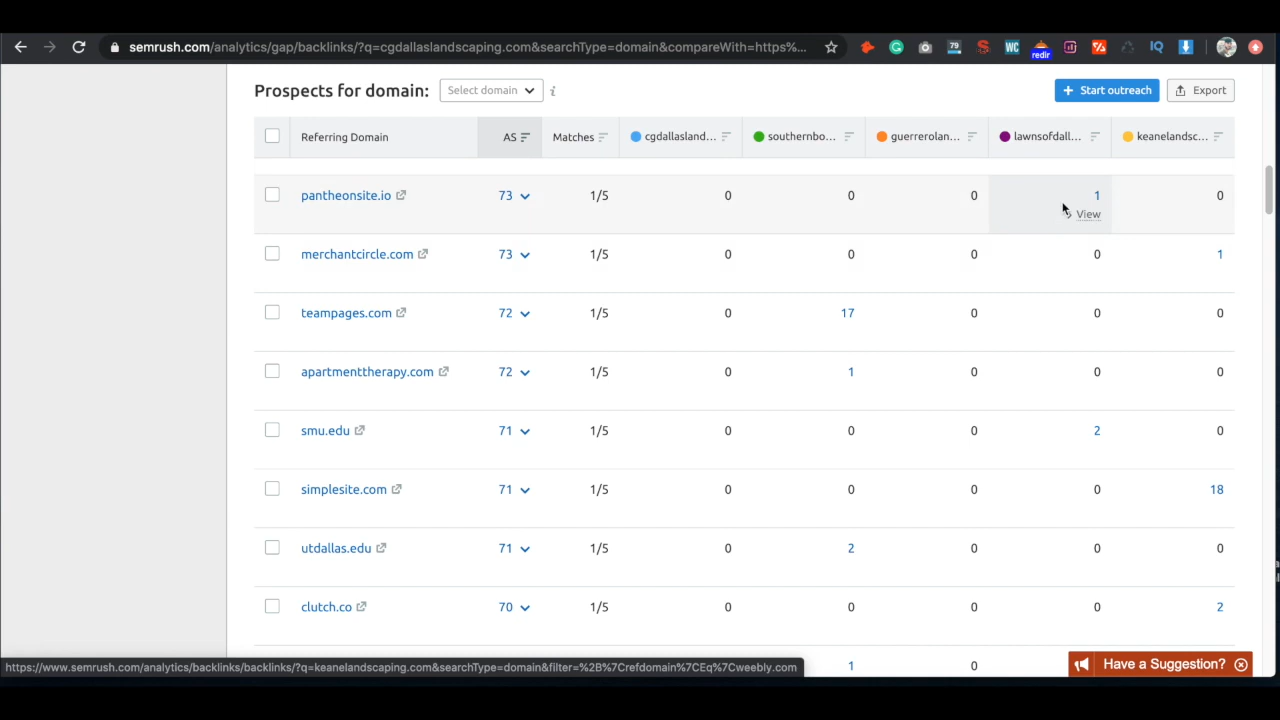 semrush.com/analytics/gap/backlinks/?q=cgdallaslandscaping.com&searchType=domain&compareWith=https%...
79 WC redir IQ
Prospects for domain: Select domain i + Start outreach Export
Referring Domain AS Matches cgdallasland... southernbo... guerrerolan... lawnsofdall... keanelandsc...
pantheonsite.io 73 1/5 0 0 0 1 0
View
merchantcircle.com 73 1/5 0 0 0 0 1
teampages.com 72 1/5 0 17 0 0 0
apartmenttherapy.com 72 1/5 0 1 0 0 0
smu.edu 71 1/5 0 0 0 2 0
simplesite.com 71 1/5 0 0 0 0 18
utdallas.edu 71 1/5 0 2 0 0 0
clutch.co 70 1/5 0 0 0 0 2
1 0
https://www.semrush.com/analytics/backlinks/backlinks/?q=keanelandscaping.com&searchType=domain&filter=%2B%7Crefdomain%7CEq%7Cweebly.com
Have a Suggestion?